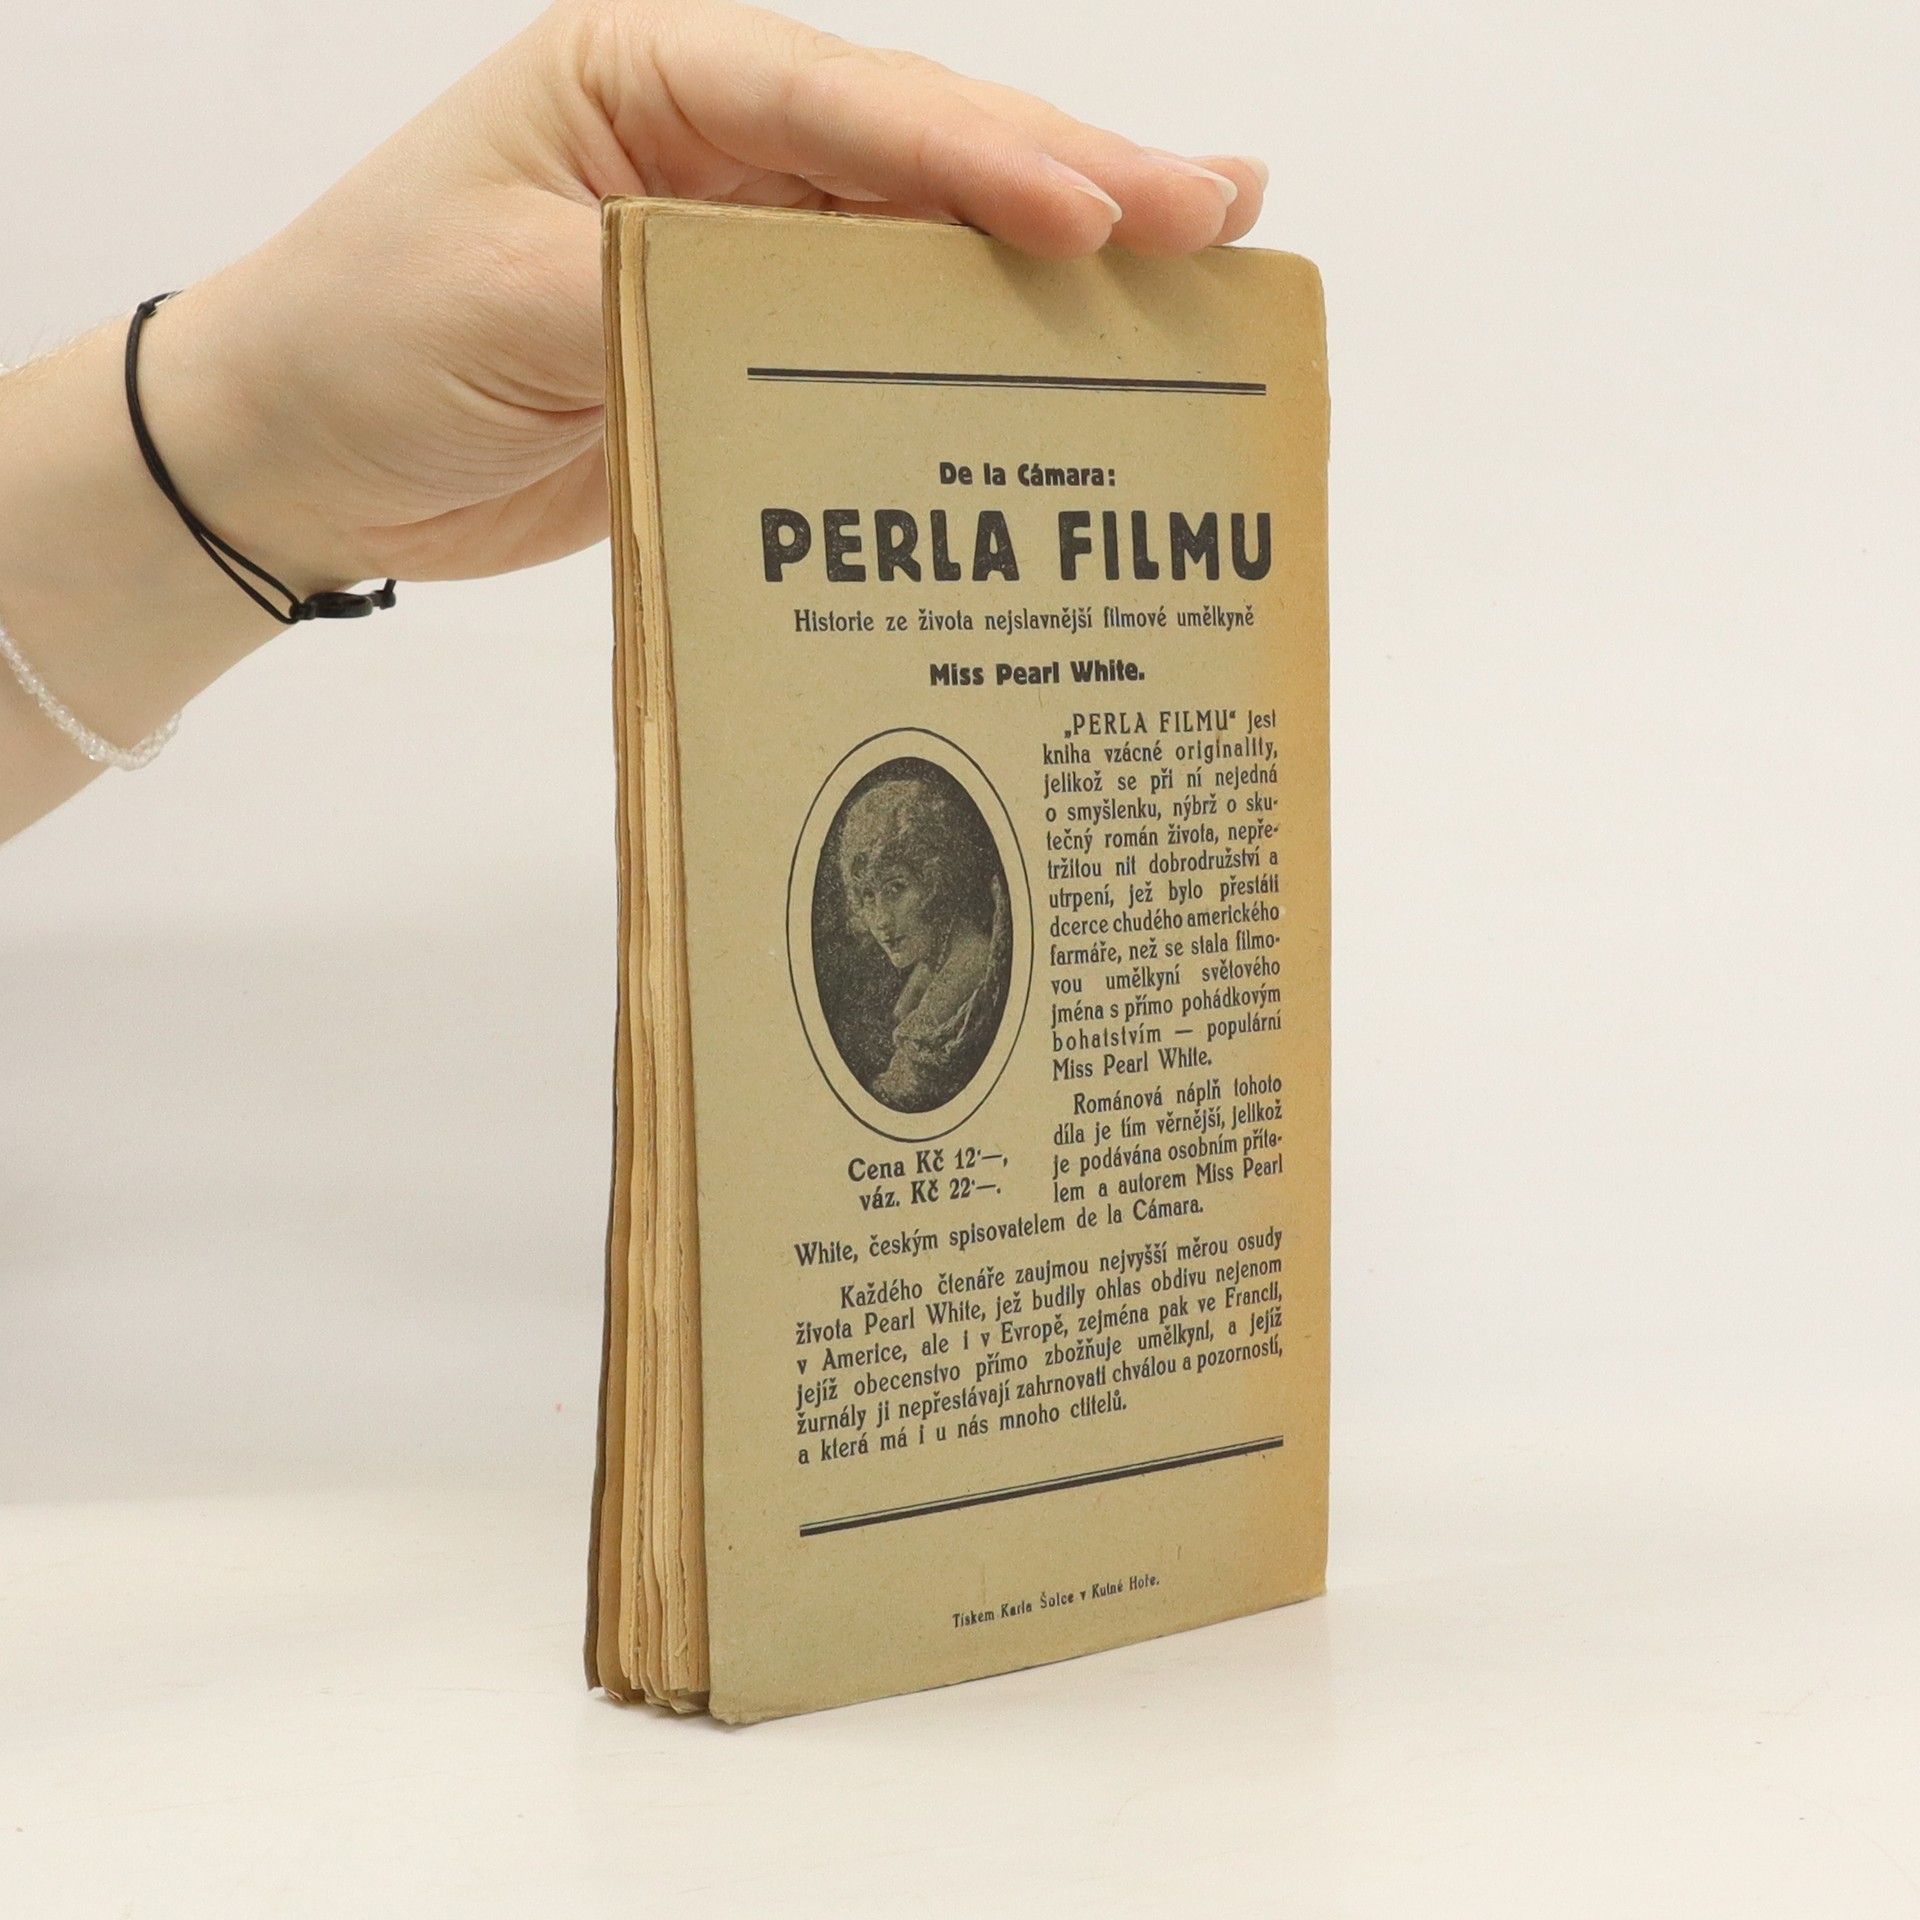 De la Cámara:
PERLA FILMU
Historie ze života nejslavnější filmové umělkyně
Miss Pearl White.
„PERLA FILMU“ jest
kniha vzácné originality,
jelikož se při ní nejedná
o smyšlenku, nýbrž o sku-
tečný román života, nepře-
tržitou nit dobrodružství a
utrpení, jež bylo přestáti
dcerce chudého amerického
farmáře, než se stala filmo-
vou umělkyní světového
jména s přímo pohádkovým
bohatstvím — populární
Miss Pearl White.
Románová náplň tohoto
díla je tím věrnější, jelikož
je podávána osobním příte-
lem a autorem Miss Pearl
White, českým spisovatelem de la Cámara.
Cena Kč 12·—,
váz. Kč 22·—.
Každého čtenáře zaujmou nejvyšší měrou osudy
života Pearl White, jež budily ohlas obdivu nejenom
v Americe, ale i v Evropě, zejména pak ve Francii,
jejíž obecenstvo přímo zbožňuje umělkyni, a jejíž
žurnály ji nepřestávají zahrnovati chválou a pozorností,
a která má i u nás mnoho ctitelů.
Tiskem Karla Šolce v Kutné Hoře.